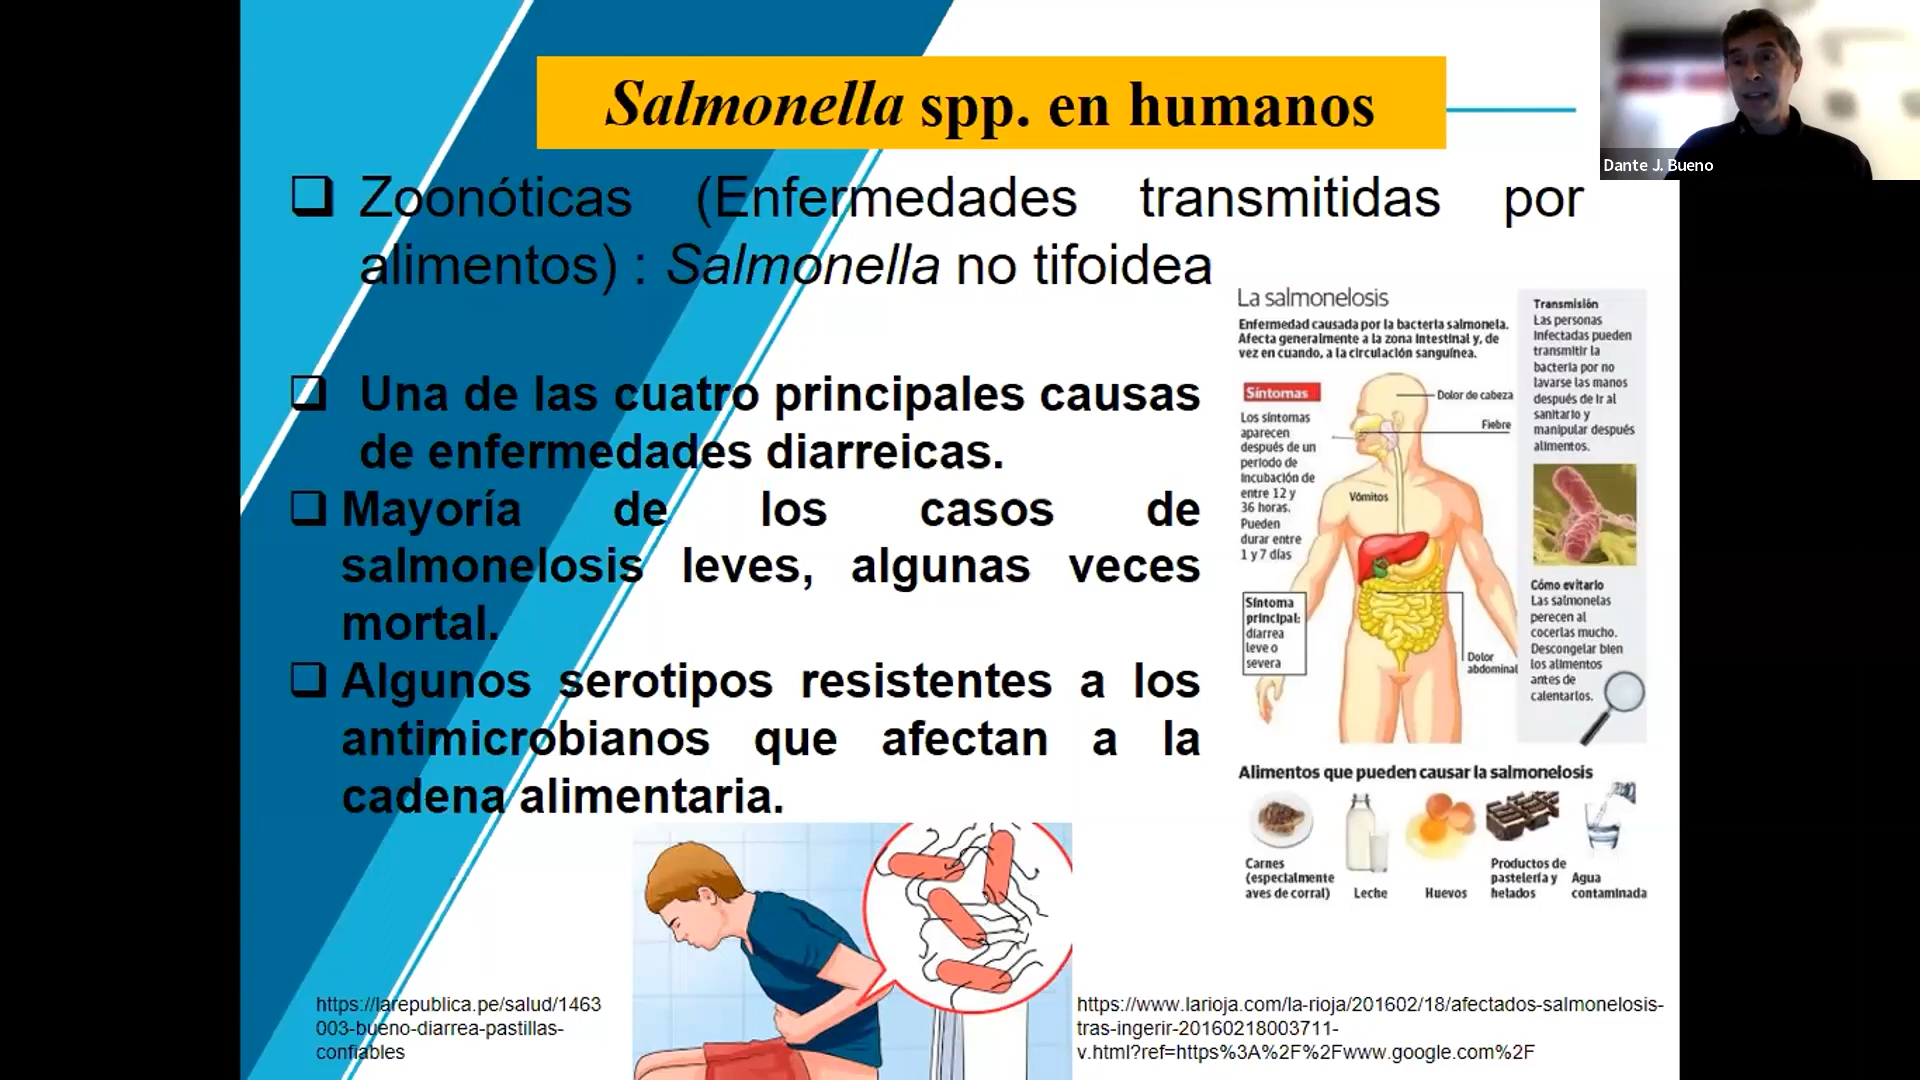 Salmonella spp. en humanos
Dante J. Bueno
Zoonóticas (Enfermedades transmitidas por
alimentos) : Salmonella no tifoidea
Una de las cuatro principales causas
de enfermedades diarreicas.
Mayoría de los casos de
salmonelosis leves, algunas veces
mortal.
Algunos serotipos resistentes a los
antimicrobianos que afectan a la
cadena alimentaria.
La salmonelosis
Enfermedad causada por la bacteria salmonela.
Afecta generalmente a la zona intestinal y, de
vez en cuando, a la circulación sanguínea.
Síntomas
Los síntomas
aparecen
después de un
periodo de
incubación de
entre 12 y
36 horas.
Pueden
durar entre
1 y 7 días
Síntoma
principal:
diarrea
leve o
severa
Dolor de cabeza
Fiebre
Vómitos
Dolor
abdominal
Transmisión
Las personas
infectadas pueden
transmitir la
bacteria por no
lavarse las manos
después de ir al
sanitario y
manipular después
alimentos.
Cómo evitarlo
Las salmonelas
perecen al
cocerlas mucho.
Descongelar bien
los alimentos
antes de
calentarlos.
Alimentos que pueden causar la salmonelosis
Carnes
(especialmente
aves de corral)
Leche
Huevos
Productos de
pastelería y
helados
Agua
contaminada
https://larepublica.pe/salud/1463
003-bueno-diarrea-pastillas-
confiables
https://www.larioja.com/la-rioja/201602/18/afectados-salmonelosis-
tras-ingerir-20160218003711-
v.html?ref=https%3A%2F%2Fwww.google.com%2F